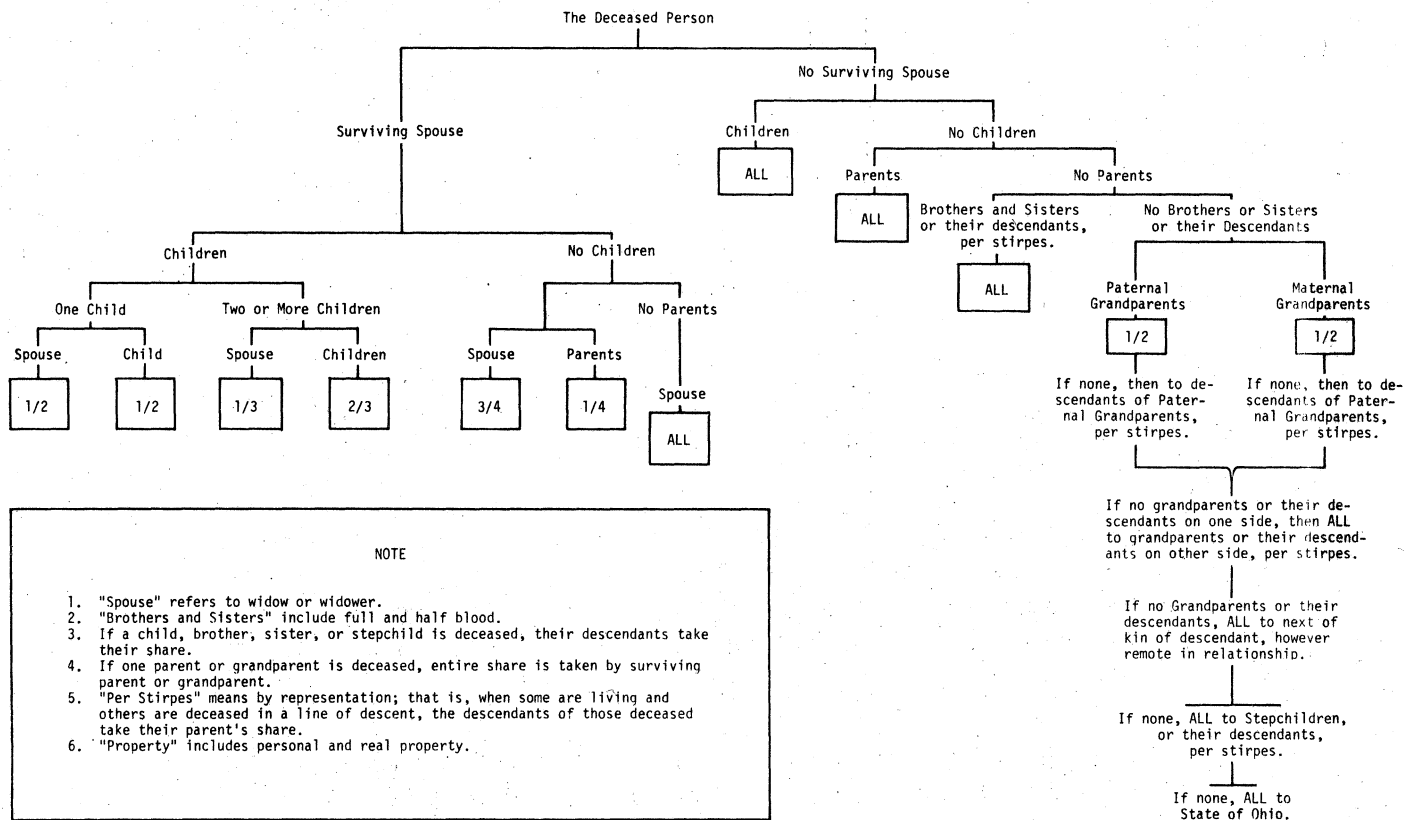 The Deceased Person
No Surviving Spouse
Surviving Spouse
Children
No Children
ALL
Parents
No Parents
ALL
Brothers and Sisters
or their descendants,
per stirpes.
No Brothers or Sisters
or their Descendants
ALL
Children
No Children
One Child
Two or More Children
No Parents
Paternal
Grandparents
Maternal
Grandparents
1/2
1/2
Spouse
Child
Spouse
Children
Spouse
Parents
Spouse
1/2
1/2
1/3
2/3
3/4
1/4
ALL
If none, then to de-
scendants of Pater-
nal Grandparents,
per stirpes.
If none, then to de-
scendants of Pater-
nal Grandparents,
per stirpes.
If no grandparents or their de-
scendants on one side, then ALL
to grandparents or their descend-
ants on other side, per stirpes.
If no Grandparents or their
descendants, ALL to next of
kin of descendant, however
remote in relationship.
If none, ALL to Stepchildren,
or their descendants,
per stirpes.
If none, ALL to
State of Ohio.
NOTE
1. "Spouse" refers to widow or widower.
2. "Brothers and Sisters" include full and half blood.
3. If a child, brother, sister, or stepchild is deceased, their descendants take
their share.
4. If one parent or grandparent is deceased, entire share is taken by surviving
parent or grandparent.
5. "Per Stirpes" means by representation; that is, when some are living and
others are deceased in a line of descent, the descendants of those deceased
take their parent's share.
6. "Property" includes personal and real property.